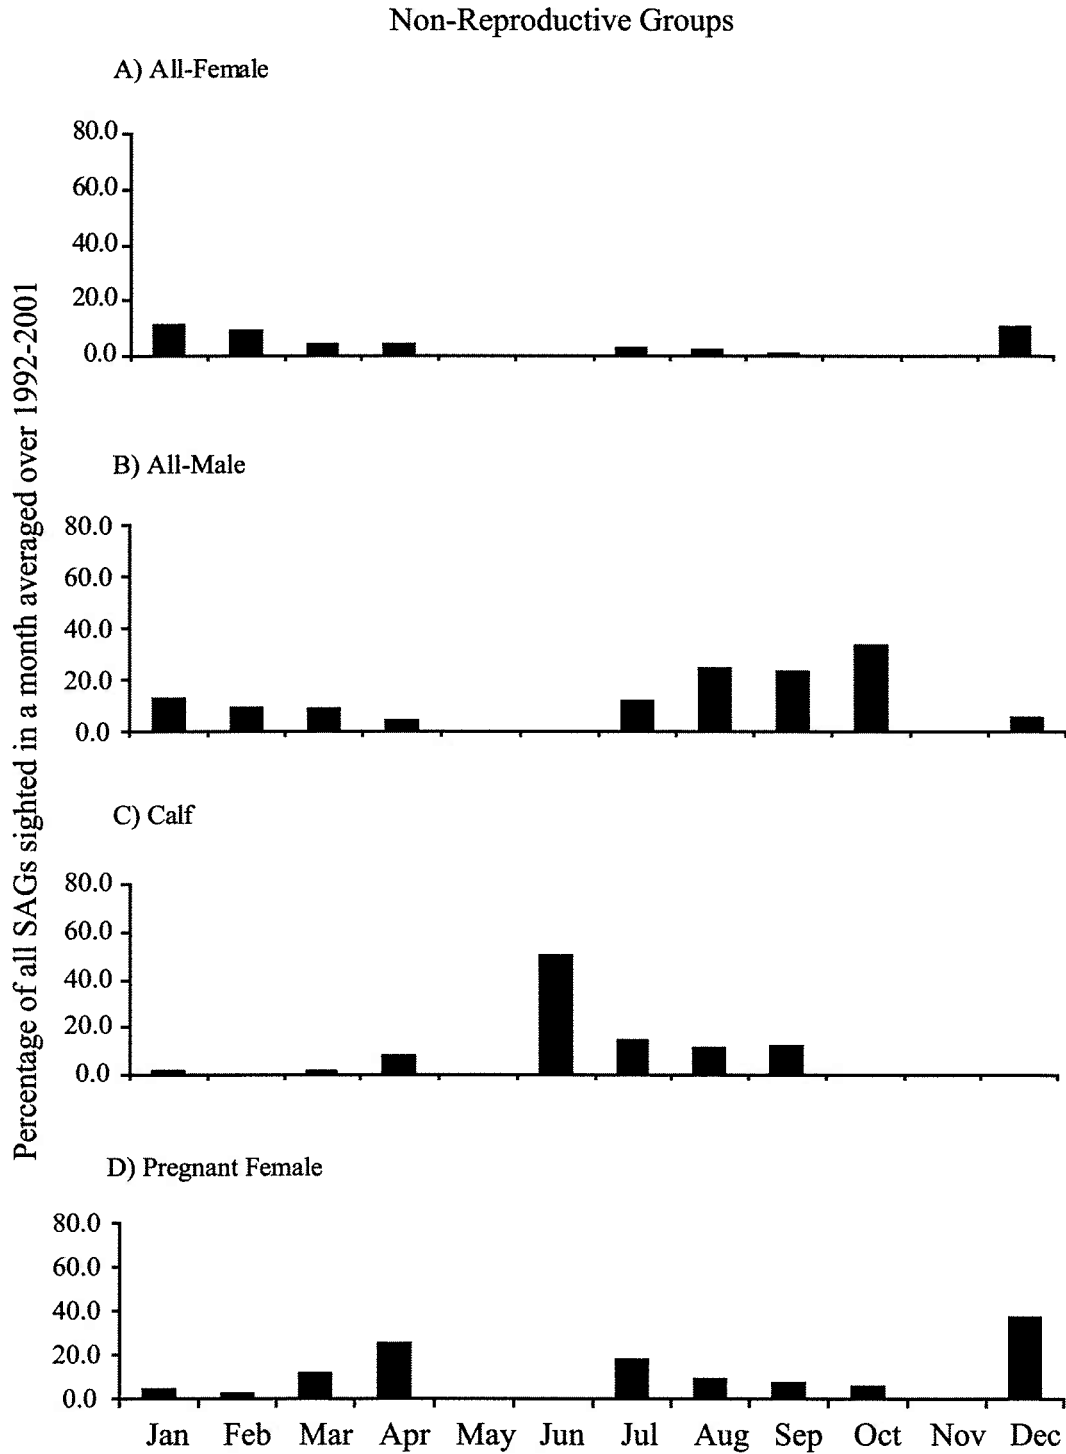 Non-Reproductive Groups
A) All-Female
80.0
60.0
40.0
20.0
0.0
B) All-Male
80.0
60.0
40.0
20.0
0.0
C) Calf
80.0
60.0
40.0
20.0
0.0
D) Pregnant Female
80.0
60.0
40.0
20.0
0.0
Jan Feb Mar Apr May Jun Jul Aug Sep Oct Nov Dec
Percentage of all SAGs sighted in a month averaged over 1992-2001